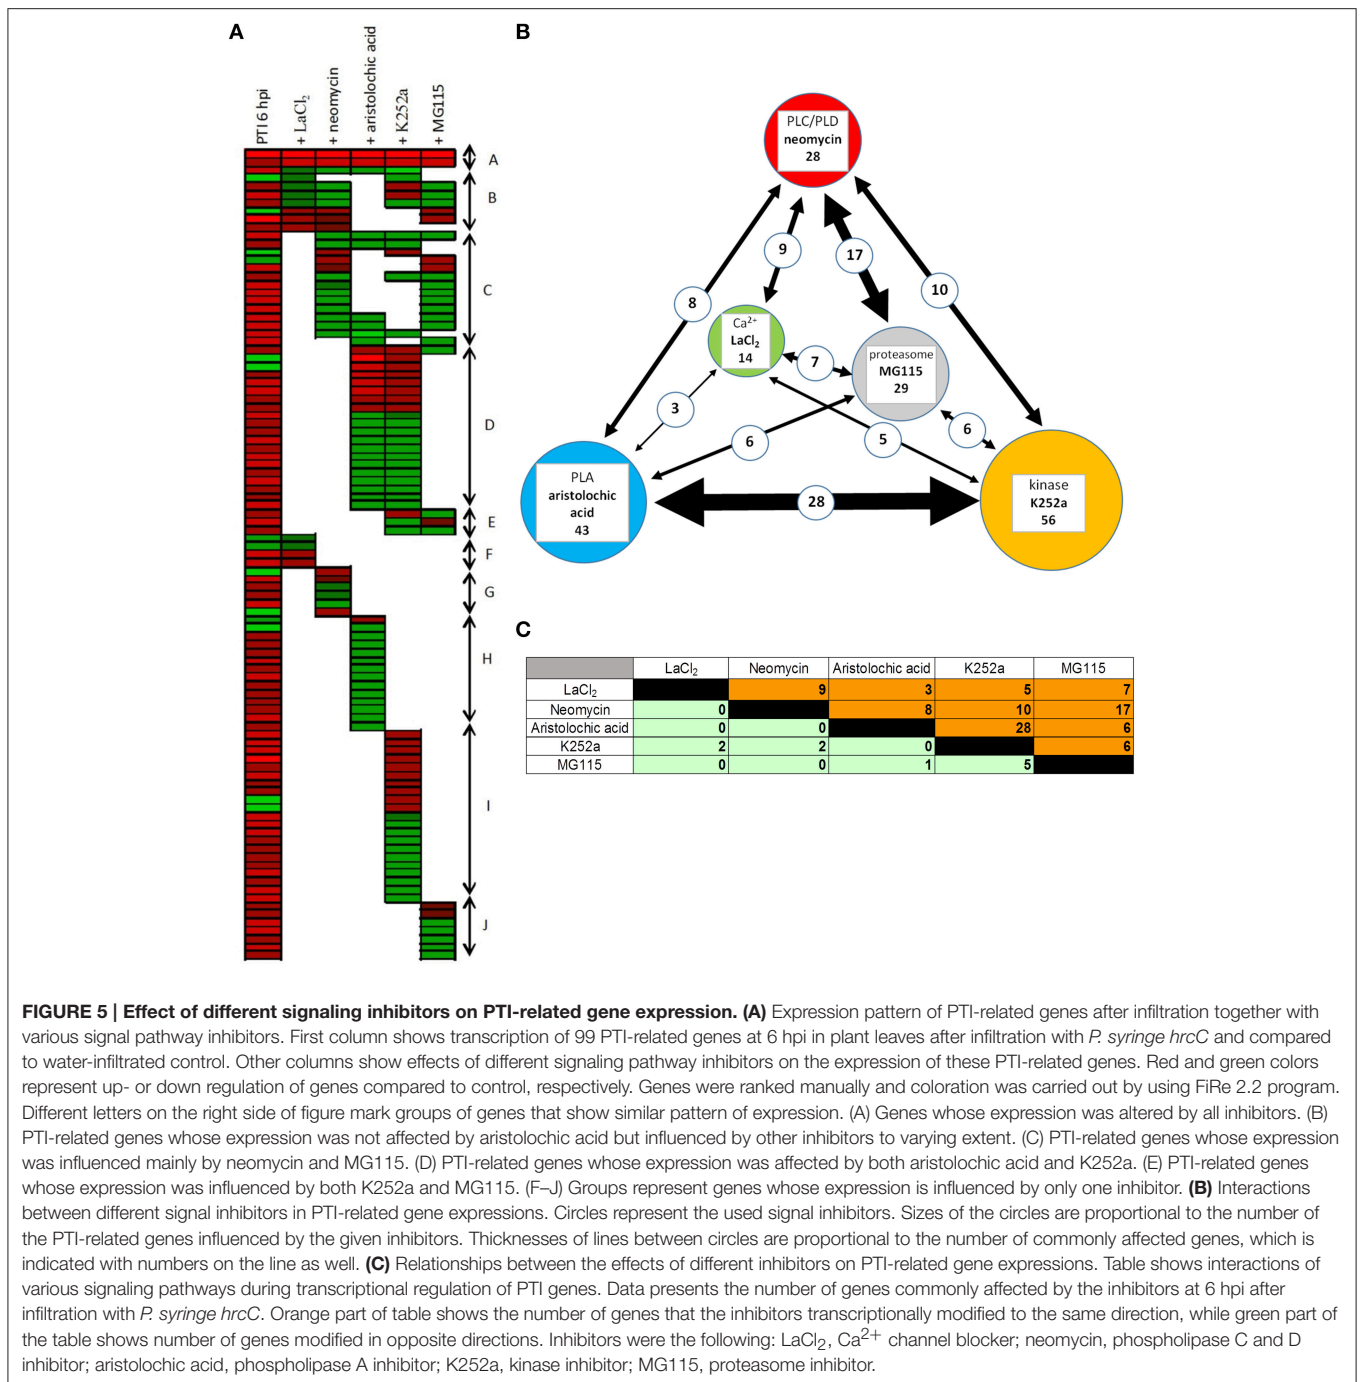 A
PTI 6 hpi
+ LaCl₂
+ neomycin
+ aristolochic acid
+ K252a
+ MG115
A
B
C
D
E
F
G
H
I
J
B
PLC/PLD
neomycin
28
9
17
10
8
Ca²⁺
LaCl₂
14
7
proteasome
MG115
29
3
6
5
6
PLA
aristolochic
acid
43
28
kinase
K252a
56
C
LaCl₂ Neomycin Aristolochic acid K252a MG115
LaCl₂ 9 3 5 7
Neomycin 0 8 10 17
Aristolochic acid 0 0 28 6
K252a 2 2 0 6
MG115 0 0 1 5
FIGURE 5 | Effect of different signaling inhibitors on PTI-related gene expression. (A) Expression pattern of PTI-related genes after infiltration together with
various signal pathway inhibitors. First column shows transcription of 99 PTI-related genes at 6 hpi in plant leaves after infiltration with P. syringe hrcC and compared
to water-infiltrated control. Other columns show effects of different signaling pathway inhibitors on the expression of these PTI-related genes. Red and green colors
represent up- or down regulation of genes compared to control, respectively. Genes were ranked manually and coloration was carried out by using FiRe 2.2 program.
Different letters on the right side of figure mark groups of genes that show similar pattern of expression. (A) Genes whose expression was altered by all inhibitors. (B)
PTI-related genes whose expression was not affected by aristolochic acid but influenced by other inhibitors to varying extent. (C) PTI-related genes whose expression
was influenced mainly by neomycin and MG115. (D) PTI-related genes whose expression was affected by both aristolochic acid and K252a. (E) PTI-related genes
whose expression was influenced by both K252a and MG115. (F–J) Groups represent genes whose expression is influenced by only one inhibitor. (B) Interactions
between different signal inhibitors in PTI-related gene expressions. Circles represent the used signal inhibitors. Sizes of the circles are proportional to the number of
the PTI-related genes influenced by the given inhibitors. Thicknesses of lines between circles are proportional to the number of commonly affected genes, which is
indicated with numbers on the line as well. (C) Relationships between the effects of different inhibitors on PTI-related gene expressions. Table shows interactions of
various signaling pathways during transcriptional regulation of PTI genes. Data presents the number of genes commonly affected by the inhibitors at 6 hpi after
infiltration with P. syringe hrcC. Orange part of table shows the number of genes that the inhibitors transcriptionally modified to the same direction, while green part of
the table shows number of genes modified in opposite directions. Inhibitors were the following: LaCl₂, Ca²⁺ channel blocker; neomycin, phospholipase C and D
inhibitor; aristolochic acid, phospholipase A inhibitor; K252a, kinase inhibitor; MG115, proteasome inhibitor.